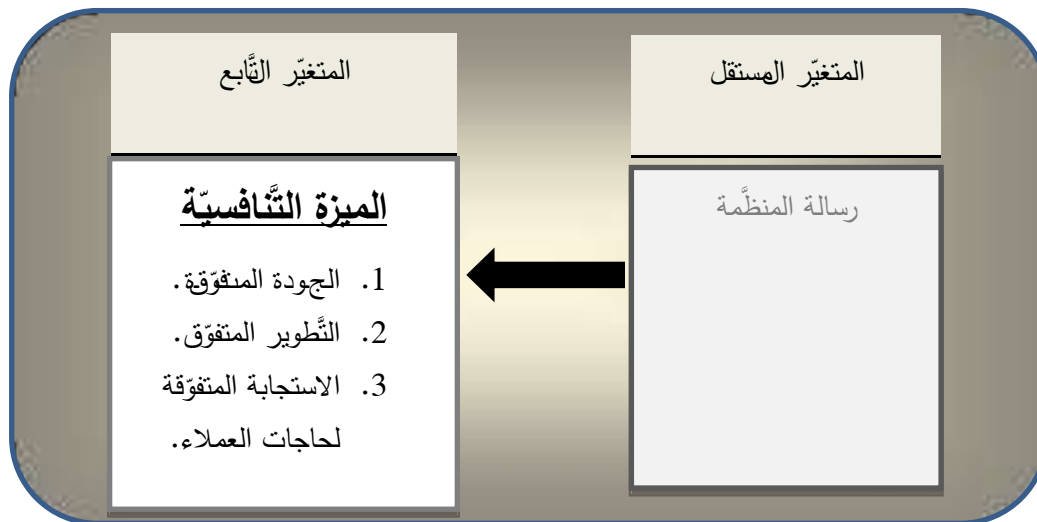 المتغيّر المستقل
رسالة المنظَّمة
المتغيّر التَّابع
الميزة التَّنافسيّة
1. الجودة المتفوّقة.
2. التَّطوير المتفوّق.
3. الاستجابة المتفوّقة
لحاجات العملاء.